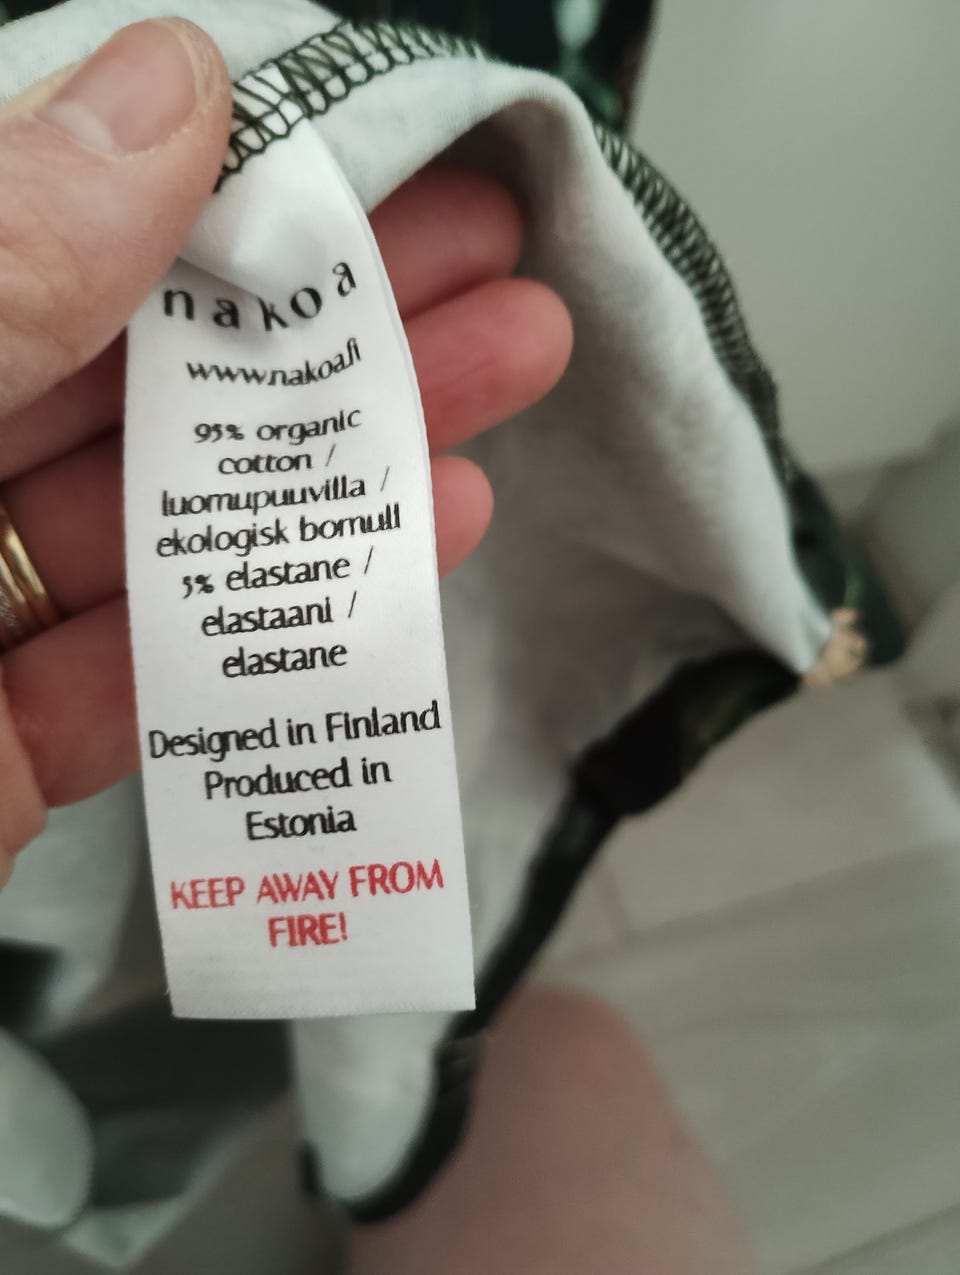 nakoa
www.nakoa.fi
95% organic
cotton /
luomupuuvilla /
ekologisk bomull
5% elastane /
elastaani /
elastane
Designed in Finland
Produced in
Estonia
KEEP AWAY FROM
FIRE!